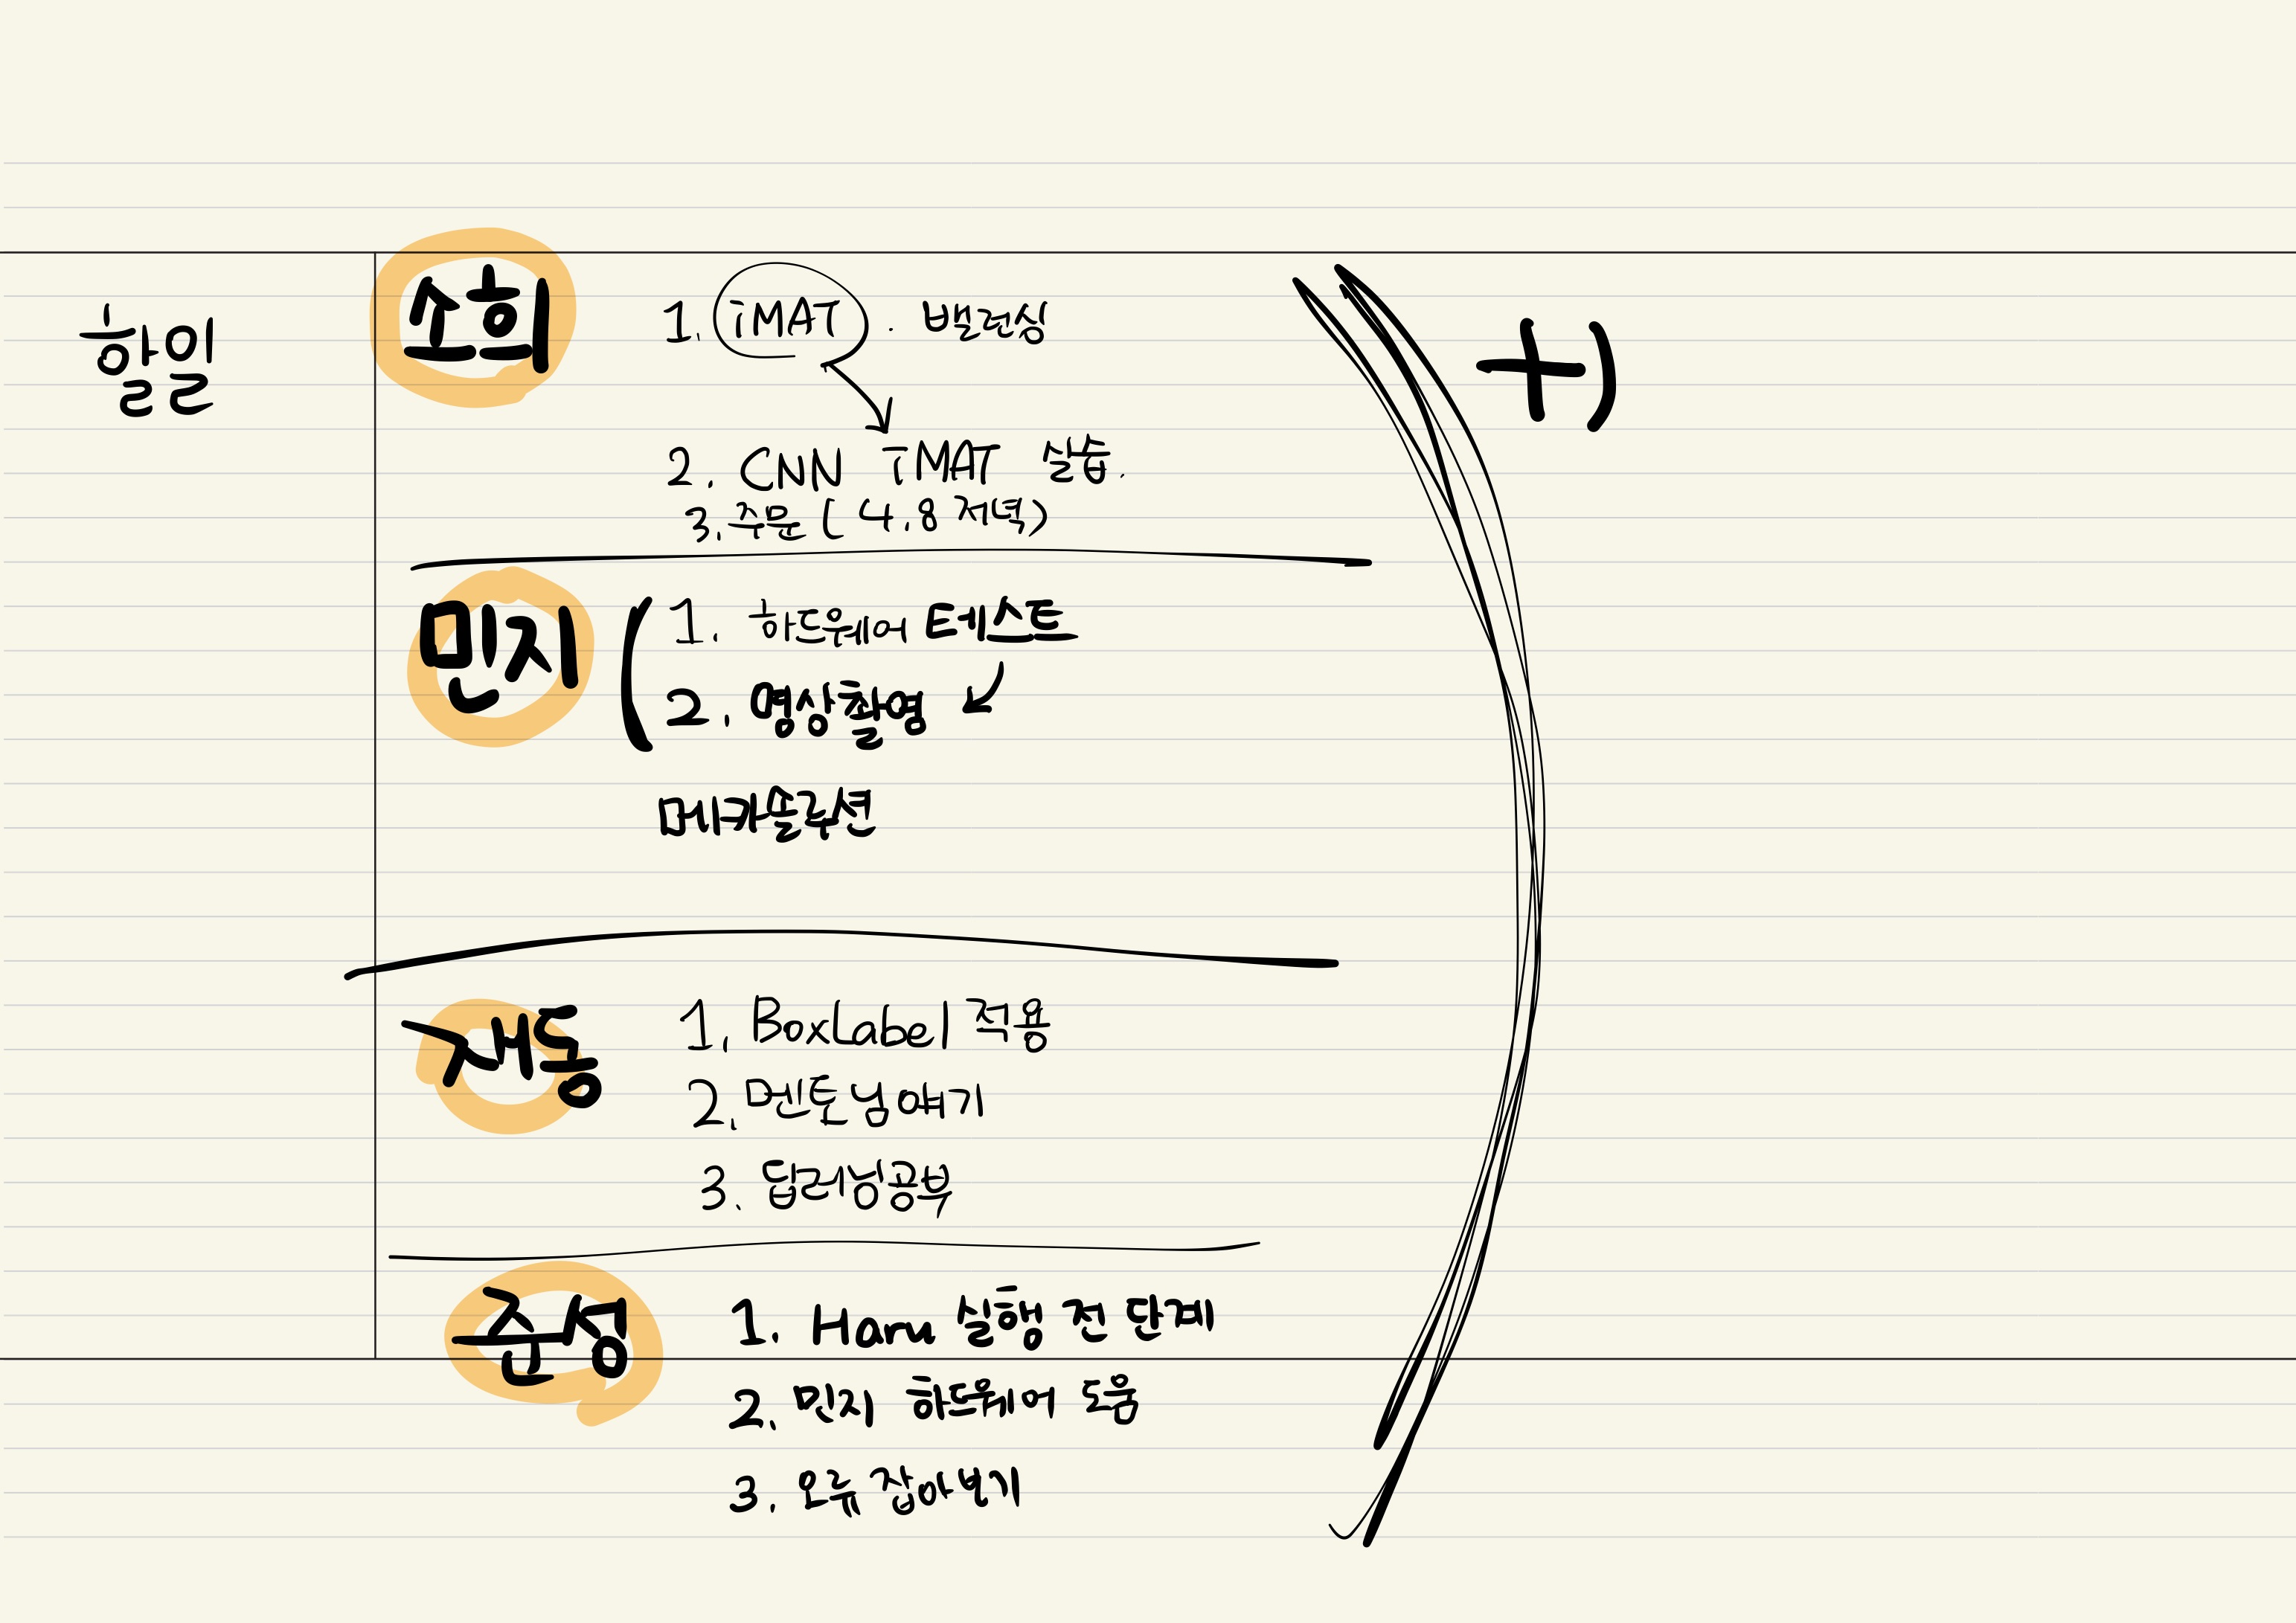 할일
소희
1. iMAT. 발열센싱
2. CNN iMAT 실습.
3. 주문 (4.8 저녁)
민지
1. 하드웨어 테스트
2. 영상촬영
메카솔루션
재동
1. BoxLabel 적용
2. 멘토님얘기
3. 딥러닝공부
준성
1. Haru 실행 전 단계
2. 민지 하드웨어 도움
3. 오류 잡아보기
+)